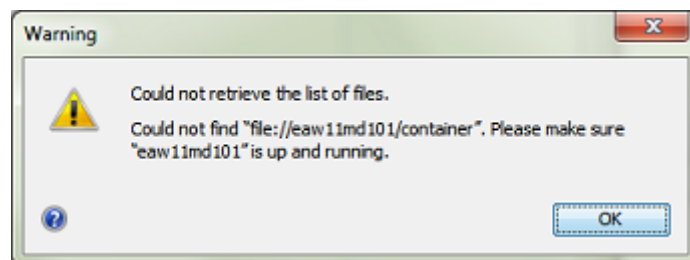 Warning
Could not retrieve the list of files.
Could not find "file://eaw11md101/container". Please make sure
"eaw11md101" is up and running.
OK